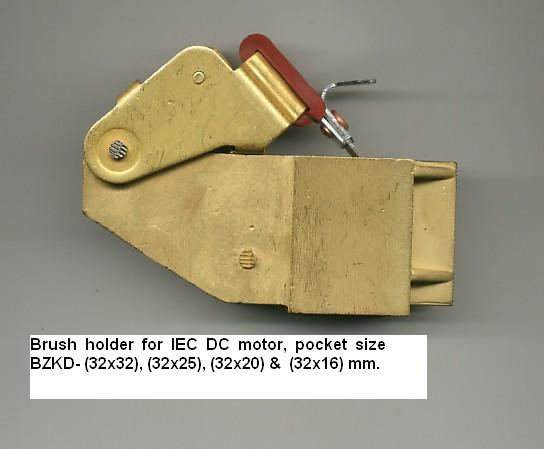 Brush holder for IEC DC motor, pocket size
BZKD- (32x32), (32x25), (32x20) & (32x16) mm.